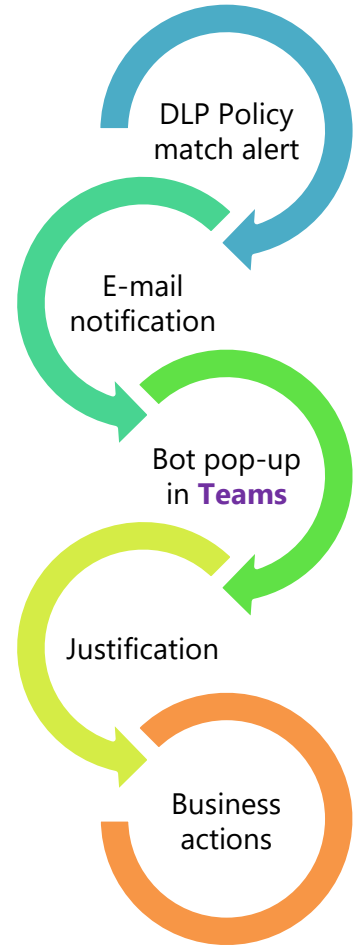 DLP Policy
match alert
E-mail
notification
Bot pop-up
in Teams
Justification
Business
actions